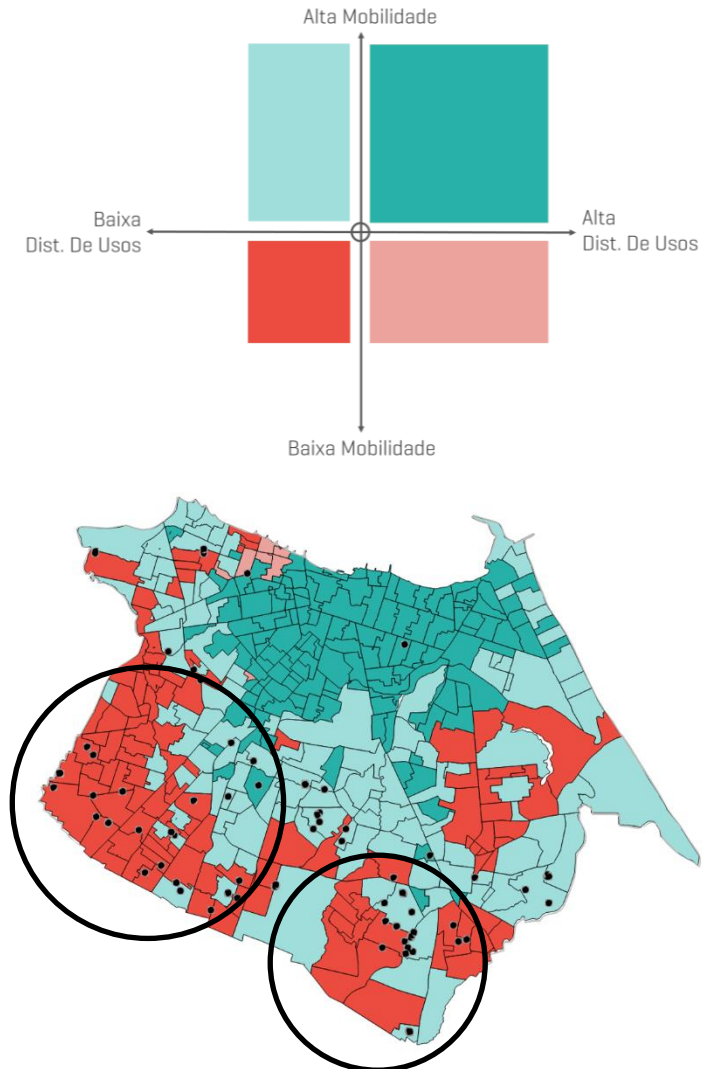 Alta Mobilidade
Baixa
Dist. De Usos
Alta
Dist. De Usos
Baixa Mobilidade